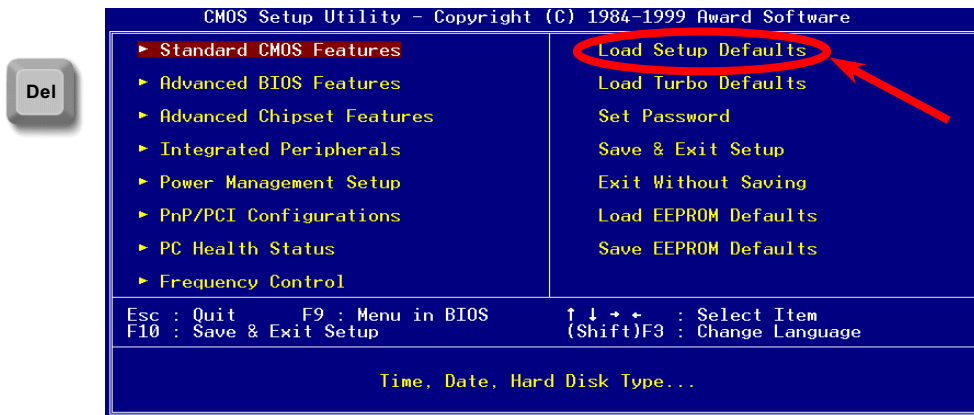 CMOS Setup Utility – Copyright (C) 1984–1999 Award Software
Del
► Standard CMOS Features
► Advanced BIOS Features
► Advanced Chipset Features
► Integrated Peripherals
► Power Management Setup
► PnP/PCI Configurations
► PC Health Status
► Frequency Control
Load Setup Defaults
Load Turbo Defaults
Set Password
Save & Exit Setup
Exit Without Saving
Load EEPROM Defaults
Save EEPROM Defaults
Esc : Quit F9 : Menu in BIOS ↑ ↓ → ← : Select Item
F10 : Save & Exit Setup (Shift)F3 : Change Language
Time, Date, Hard Disk Type...